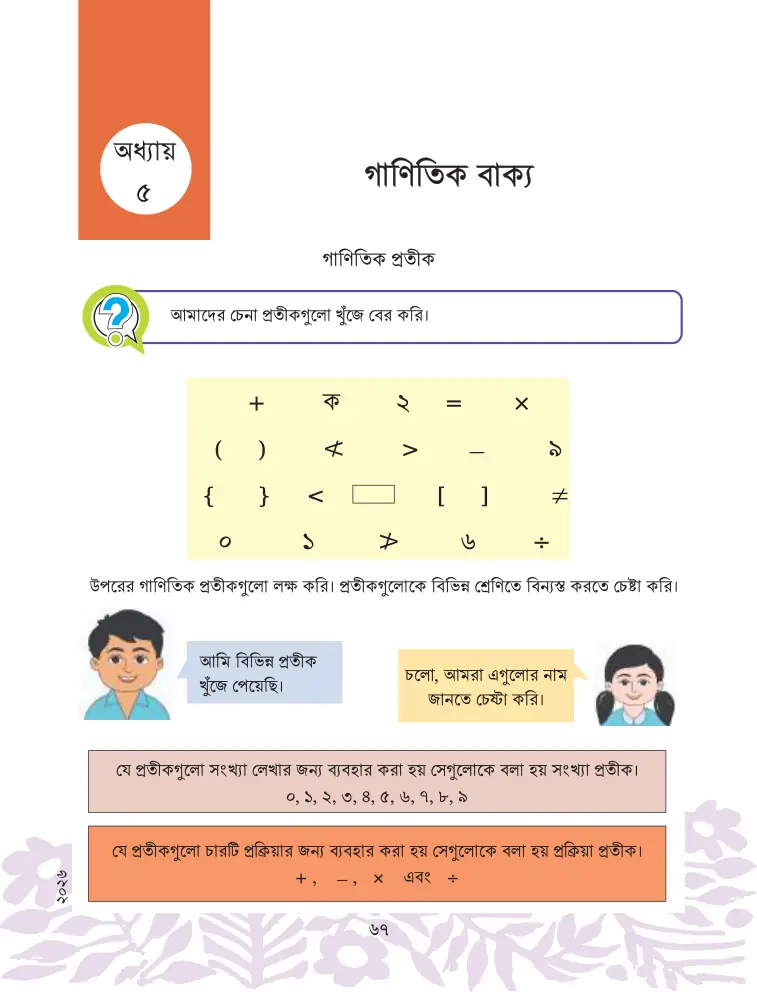 অধ্যায়
৫
গাণিতিক বাক্য
গাণিতিক প্রতীক
?
আমাদের চেনা প্রতীকগুলো খুঁজে বের করি।
+ ক ২ = ×
( ) ≮ > − ৯
{ } < [ ] ≠
০ ১ ≯ ৬ ÷
উপরের গাণিতিক প্রতীকগুলো লক্ষ করি। প্রতীকগুলোকে বিভিন্ন শ্রেণিতে বিন্যস্ত করতে চেষ্টা করি।
আমি বিভিন্ন প্রতীক
খুঁজে পেয়েছি।
চলো, আমরা এগুলোর নাম
জানতে চেষ্টা করি।
যে প্রতীকগুলো সংখ্যা লেখার জন্য ব্যবহার করা হয় সেগুলোকে বলা হয় সংখ্যা প্রতীক।
০, ১, ২, ৩, ৪, ৫, ৬, ৭, ৮, ৯
যে প্রতীকগুলো চারটি প্রক্রিয়ার জন্য ব্যবহার করা হয় সেগুলোকে বলা হয় প্রক্রিয়া প্রতীক।
+ , − , × এবং ÷
২০২৬
৬৭